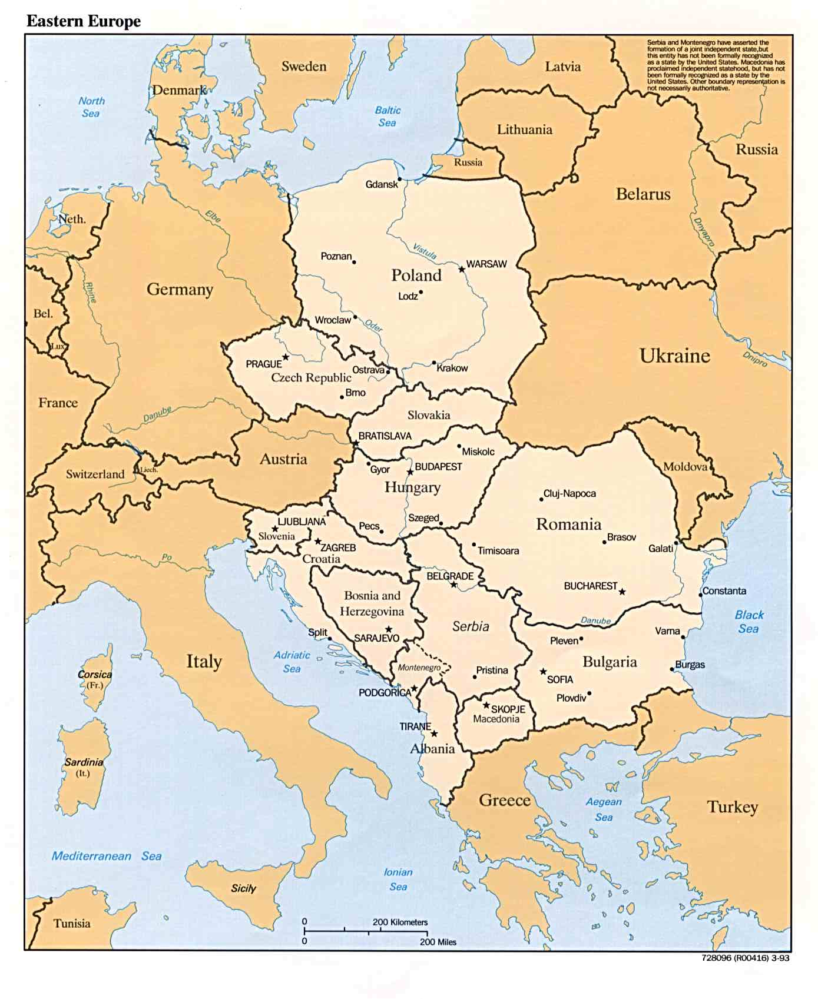 Eastern Europe
Serbia and Montenegro have asserted the
formation of a joint independent state,but
this entity has not been formally recognized
as a state by the United States. Macedonia has
proclaimed independent statehood, but has not
been formally recognized as a state by the
United States. Other boundary representation is
not necessarily authoritative.
Sweden
Latvia
Denmark
North
Sea
Baltic
Sea
Lithuania
Russia
Russia
Gdansk
Belarus
Neth.
Elbe
Dnyapro
Vistula
Poznan
WARSAW
Poland
Germany
Rhine
Lodz
Bel.
Wroclaw
Oder
Lux.
Ukraine
Dnipro
PRAGUE
Czech Republic
Ostrava
Krakow
Brno
France
Danube
Slovakia
BRATISLAVA
Miskolc
Austria
Switzerland
Liech.
Gyor
BUDAPEST
Moldova
Hungary
Cluj-Napoca
LJUBLJANA
Slovenia
Pecs
Szeged
Romania
Brasov
ZAGREB
Croatia
Timisoara
Galati
Po
BELGRADE
BUCHAREST
Constanta
Bosnia and
Herzegovina
Serbia
Danube
Black
Sea
Split
SARAJEVO
Pleven
Varna
Italy
Adriatic
Sea
Montenegro
Pristina
Bulgaria
Burgas
Corsica
(Fr.)
SOFIA
PODGORICA
Plovdiv
SKOPJE
Macedonia
TIRANE
Albania
Sardinia
(It.)
Greece
Aegean
Sea
Turkey
Mediterranean Sea
Ionian
Sea
Sicily
Tunisia
0 200 Kilometers
0 200 Miles
728096 (R00416) 3-93